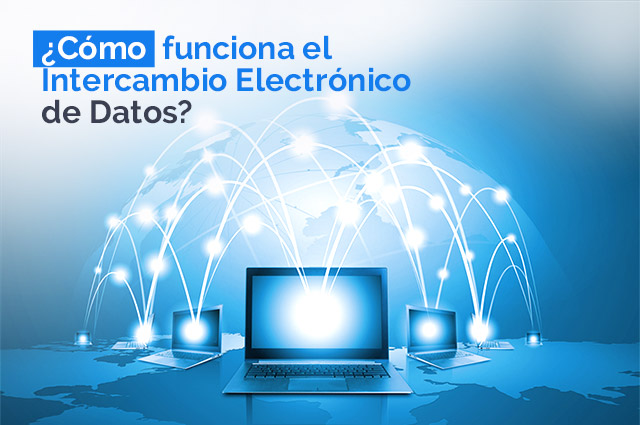 ¿Cómo funciona el
Intercambio Electrónico
de Datos?